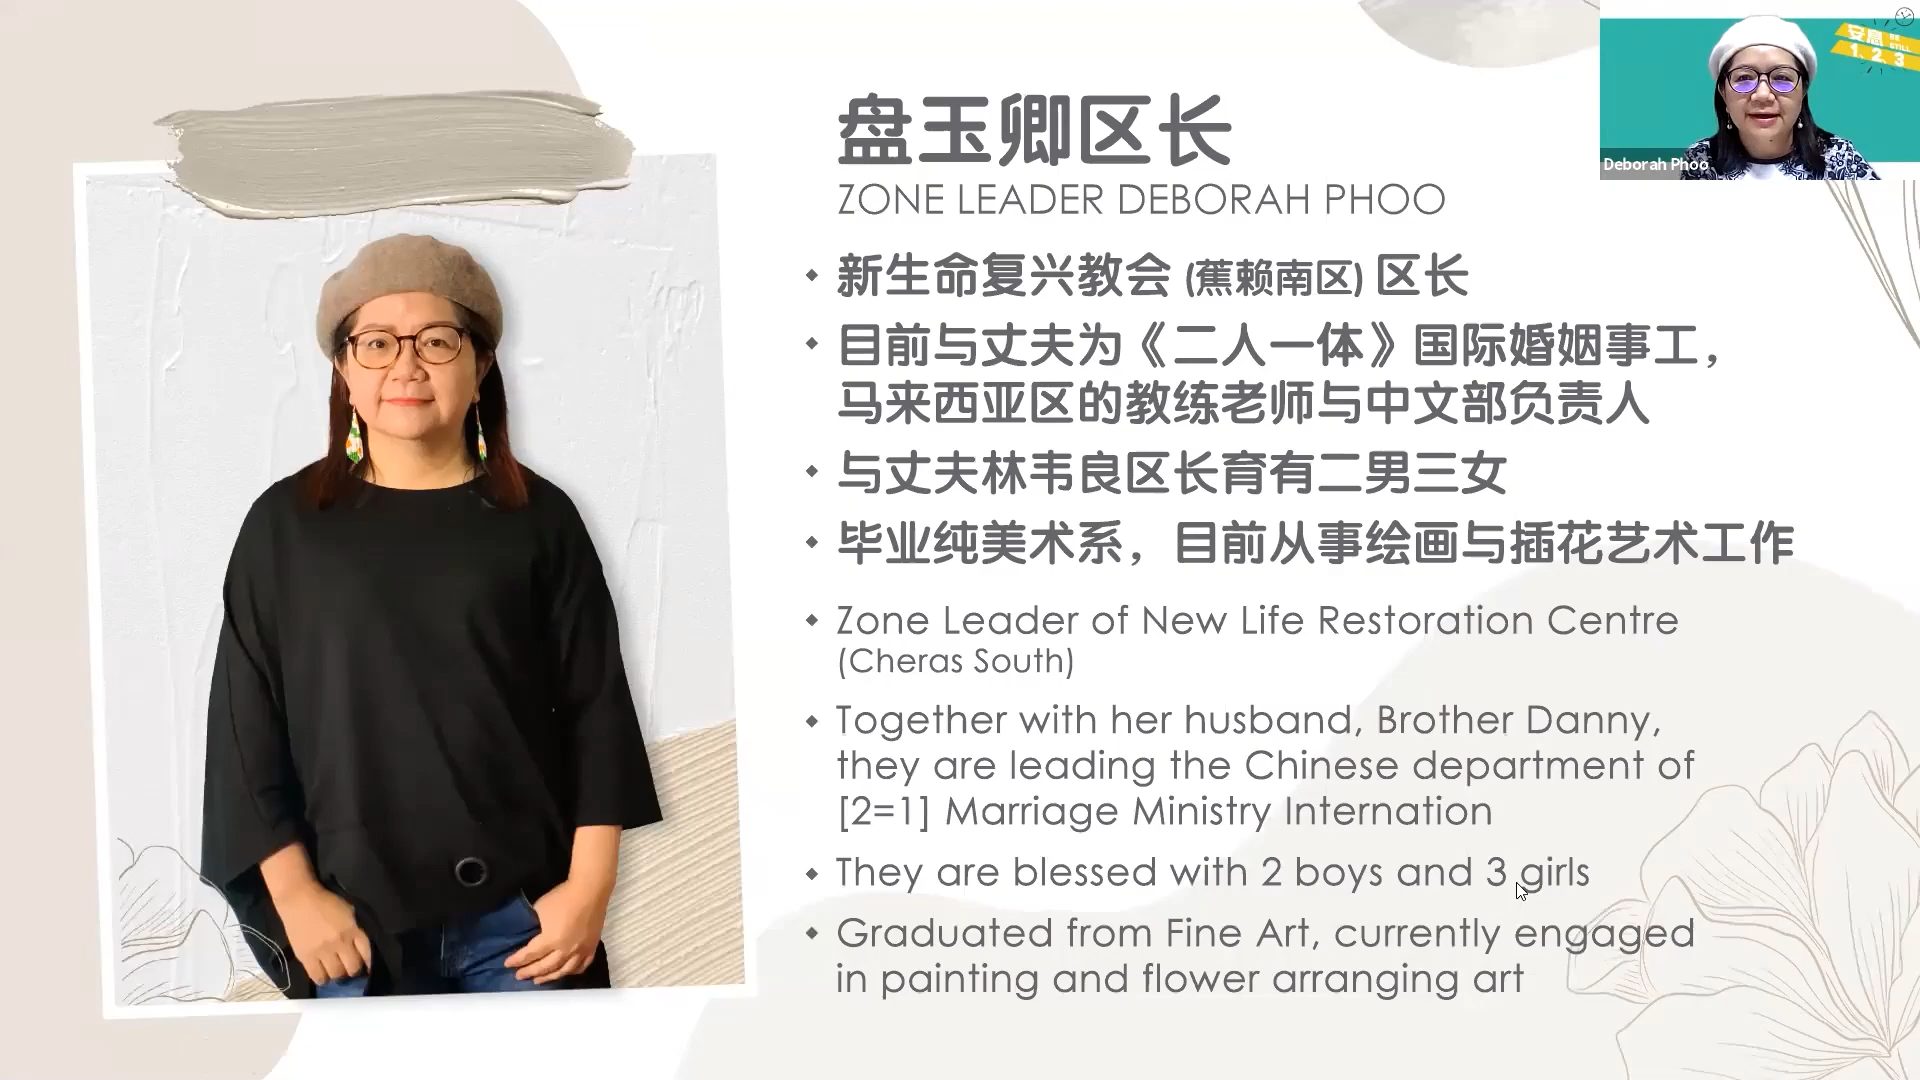 盘玉卿区长
ZONE LEADER DEBORAH PHOO
• 新生命复兴教会 (蕉赖南区) 区长
• 目前与丈夫为《二人一体》国际婚姻事工，
马来西亚区的教练老师与中文部负责人
• 与丈夫林韦良区长育有二男三女
• 毕业纯美术系，目前从事绘画与插花艺术工作
• Zone Leader of New Life Restoration Centre
(Cheras South)
• Together with her husband, Brother Danny,
they are leading the Chinese department of
[2=1] Marriage Ministry Internation
• They are blessed with 2 boys and 3 girls
• Graduated from Fine Art, currently engaged
in painting and flower arranging art
安息 BE STILL
1、2、3
Deborah Phoo